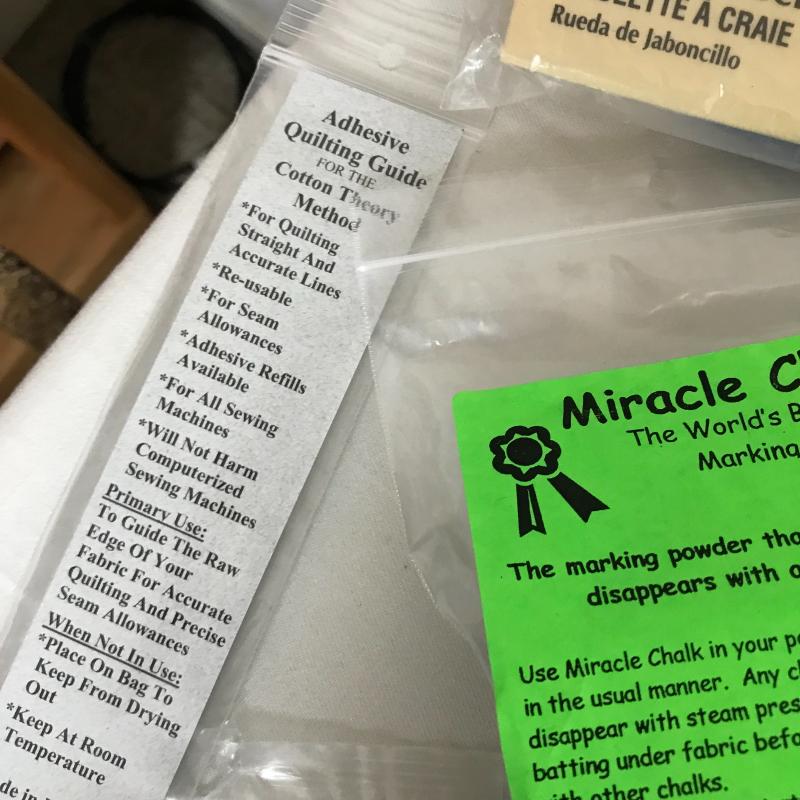 Adhesive
Quilting Guide
FOR THE
Cotton Theory
Method
*For Quilting
Straight And
Accurate Lines
*Re-usable
*For Seam
Allowances
*Adhesive Refills
Available
*For All Sewing
Machines
*Will Not Harm
Computerized
Sewing Machines
Primary Use:
To Guide The Raw
Edge Of Your
Fabric For Accurate
Quilting And Precise
Seam Allowances
When Not In Use:
*Place On Bag To
Keep From Drying
Out
*Keep At Room
Temperature
À CRAIE
Rueda de Jaboncillo
Miracle
The World's
Marking
The marking powder
disappears with
Use Miracle Chalk in your
in the usual manner. Any
disappear with steam
batting under fabric
with other chalks.